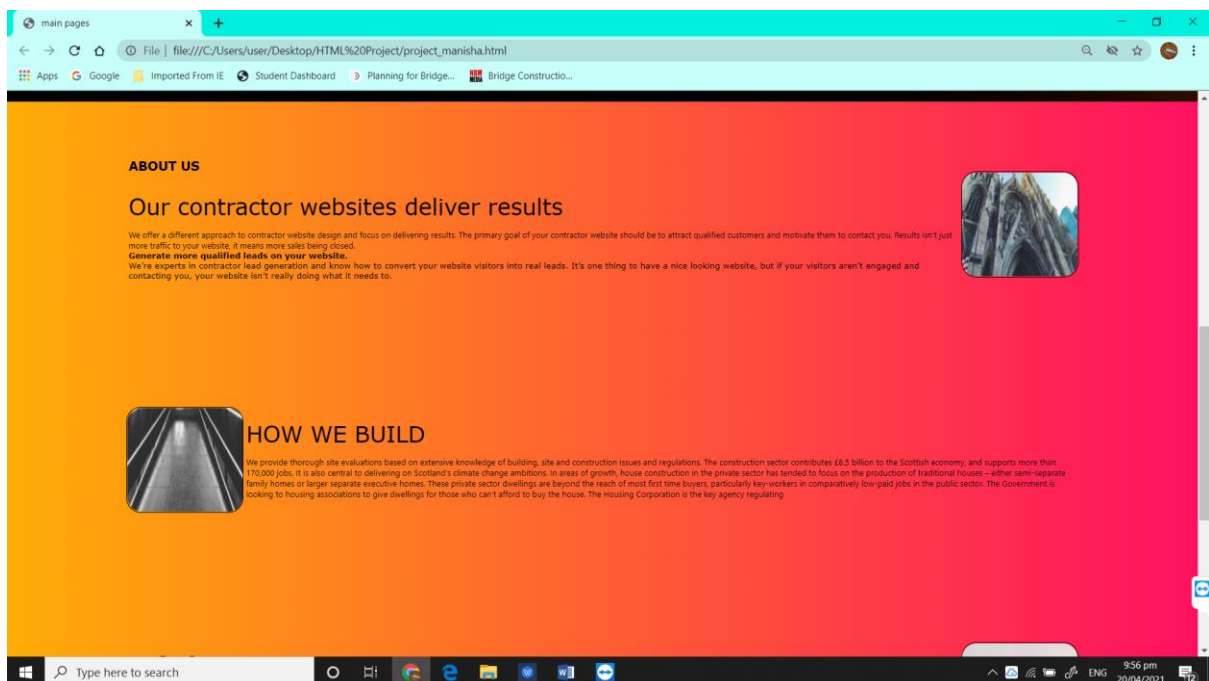 main pages
File | file:///C:/Users/user/Desktop/HTML%20Project/project_manisha.html
Apps Google Imported From IE Student Dashboard Planning for Bridge... Bridge Constructio...
ABOUT US
Our contractor websites deliver results
We offer a different approach to contractor website design and focus on delivering results. The primary goal of your contractor website should be to attract qualified customers and motivate them to contact you. Results isn't just
more traffic to your website, it means more sales being closed.
Generate more qualified leads on your website.
We're experts in contractor lead generation and know how to convert your website visitors into real leads. It's one thing to have a nice looking website, but if your visitors aren't engaged and
contacting you, your website isn't really doing what it needs to.
HOW WE BUILD
We provide thorough site evaluations based on extensive knowledge of building, site and construction issues and regulations. The construction sector contributes £8.5 billion to the Scottish economy, and supports more than
170,000 jobs. It is also central to delivering on Scotland's climate change ambitions. In areas of growth, house construction in the private sector has tended to focus on the production of traditional houses – either semi-separate
family homes or larger separate executive homes. These private sector dwellings are beyond the reach of most first time buyers, particularly key-workers in comparatively low-paid jobs in the public sector. The Government is
looking to housing associations to give dwellings for those who can't afford to buy the house. The Housing Corporation is the key agency regulating
Type here to search
ENG
9:56 pm
20/04/2021
12